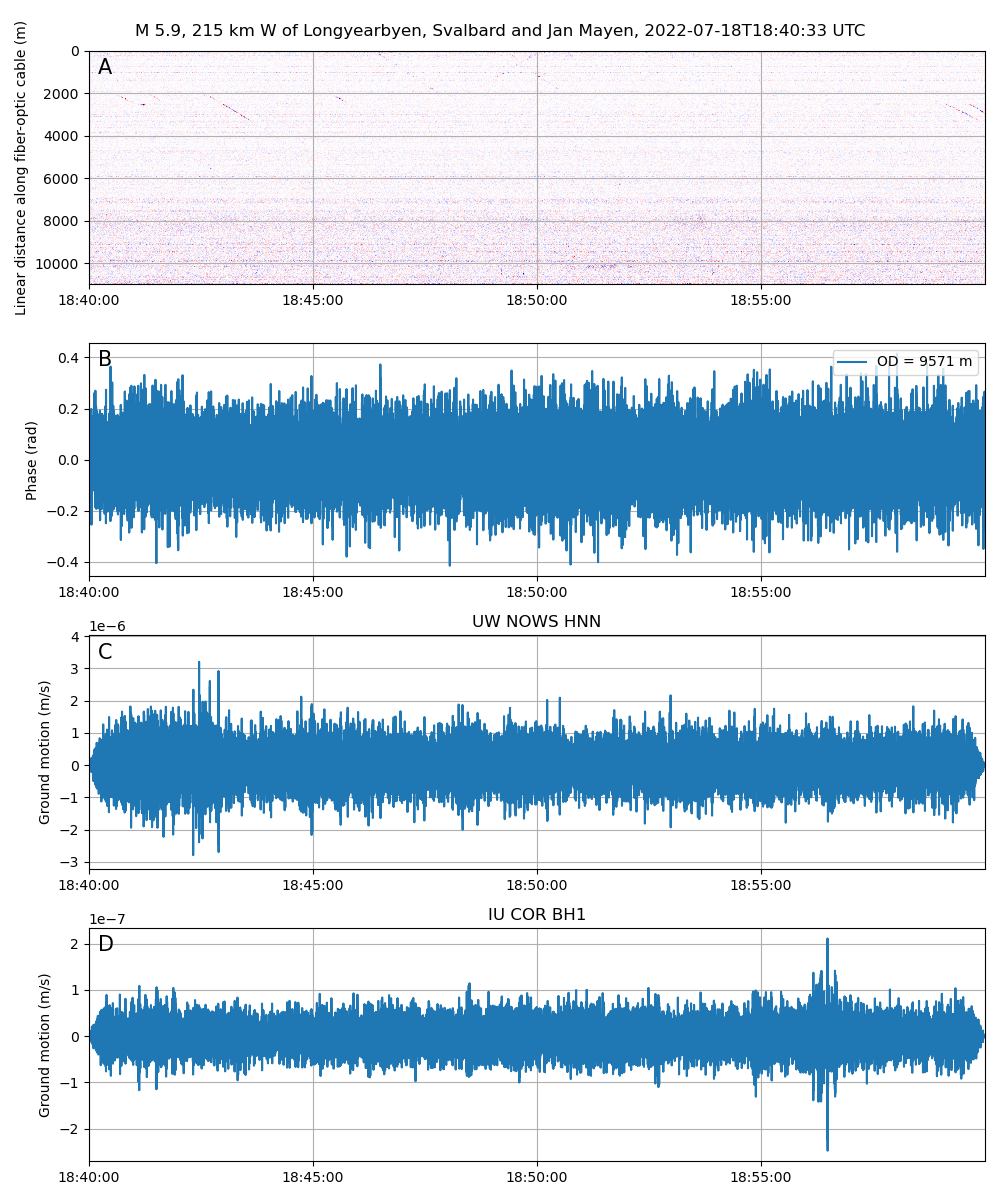 M 5.9, 215 km W of Longyearbyen, Svalbard and Jan Mayen, 2022-07-18T18:40:33 UTC
Linear distance along fiber-optic cable (m)
A
0
2000
4000
6000
8000
10000
18:40:00 18:45:00 18:50:00 18:55:00
B
OD = 9571 m
Phase (rad)
0.4
0.2
0.0
−0.2
−0.4
18:40:00 18:45:00 18:50:00 18:55:00
UW NOWS HNN
1e−6
C
Ground motion (m/s)
4
3
2
1
0
−1
−2
−3
18:40:00 18:45:00 18:50:00 18:55:00
IU COR BH1
1e−7
D
Ground motion (m/s)
2
1
0
−1
−2
18:40:00 18:45:00 18:50:00 18:55:00